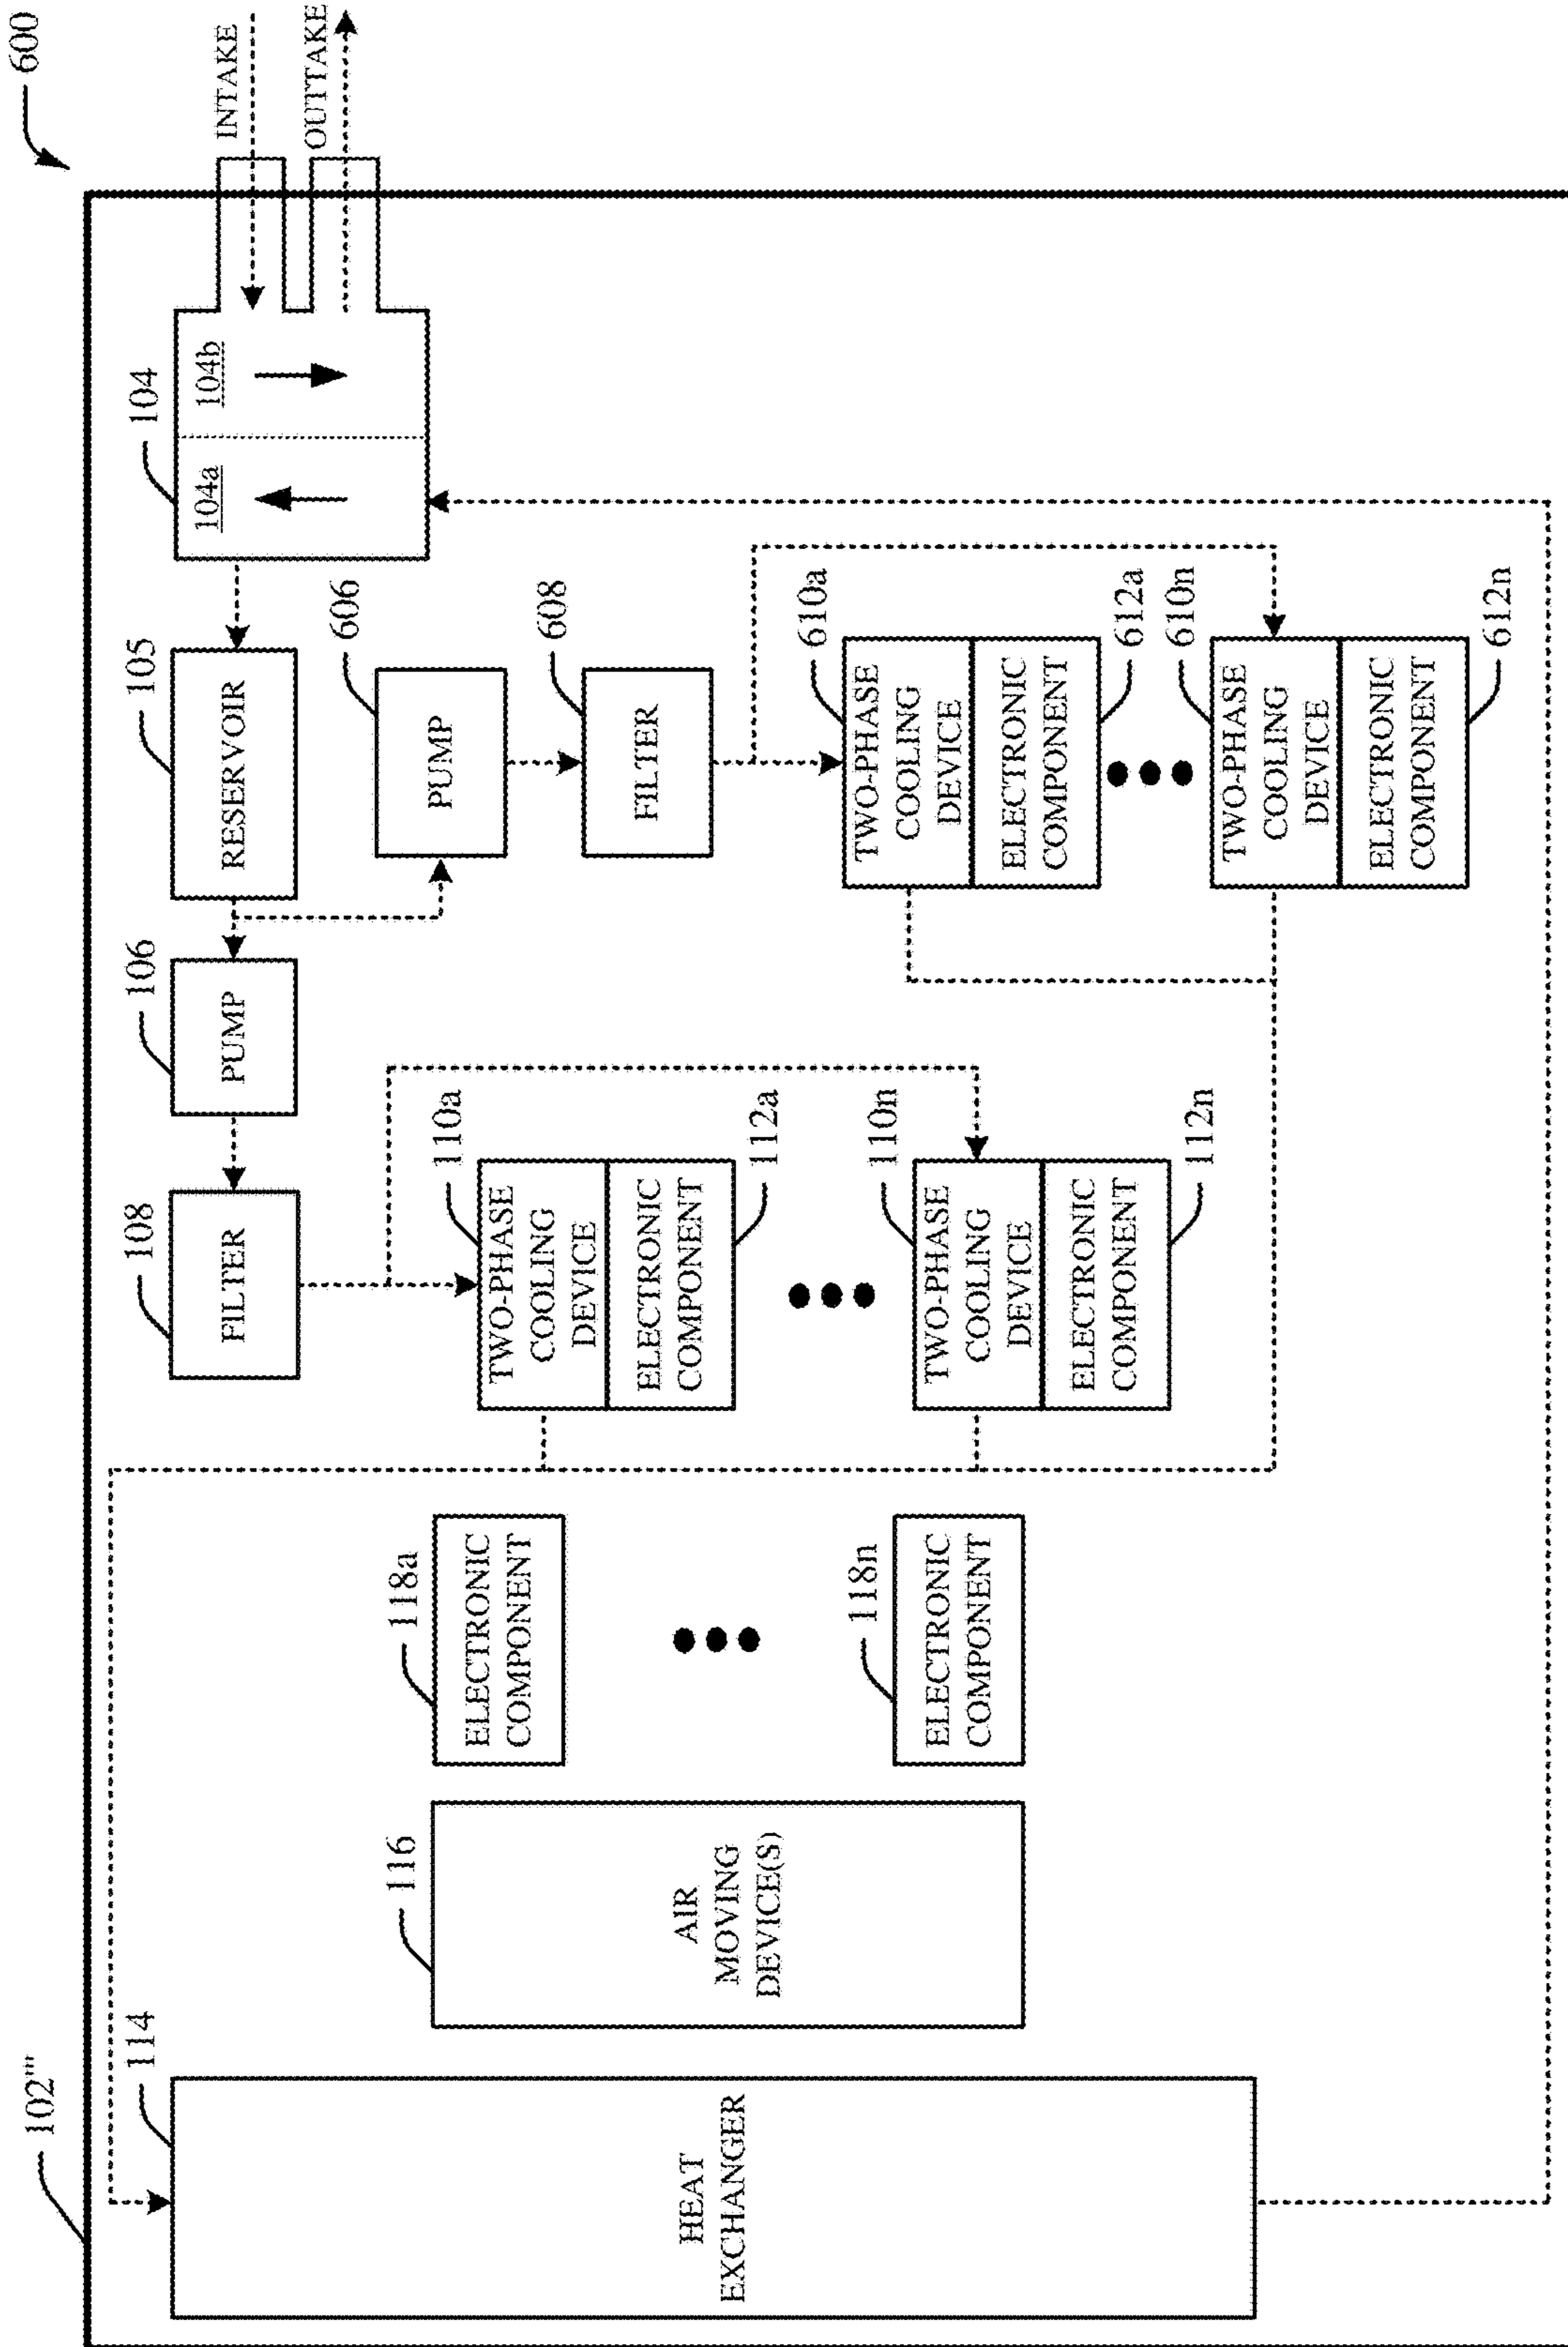 102''''
600
114
108
106
105
104
HEAT
EXCHANGER
116
AIR
MOVING
DEVICE(S)
118a
ELECTRONIC
COMPONENT
118n
ELECTRONIC
COMPONENT
FILTER
PUMP
RESERVOIR
104a
104b
INTAKE
OUTTAKE
606
PUMP
608
FILTER
110a
TWO-PHASE
COOLING
DEVICE
ELECTRONIC
COMPONENT
112a
110n
TWO-PHASE
COOLING
DEVICE
ELECTRONIC
COMPONENT
112n
610a
TWO-PHASE
COOLING
DEVICE
ELECTRONIC
COMPONENT
612a
610n
TWO-PHASE
COOLING
DEVICE
ELECTRONIC
COMPONENT
612n